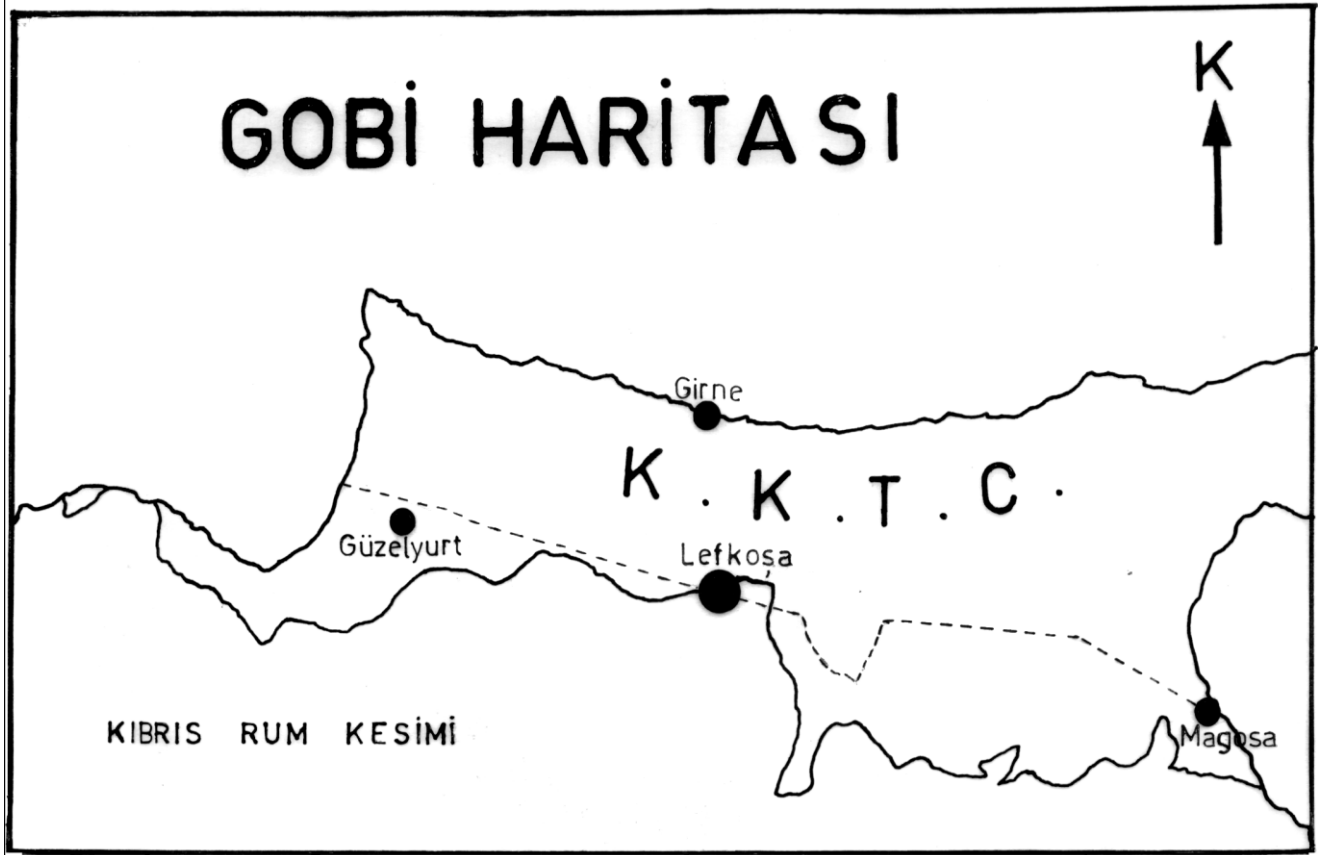 K
GOBİ HARİTASI
Girne
K . K . T . C .
Güzelyurt
Lefkoşa
KIBRIS RUM KESİMİ
Magosa